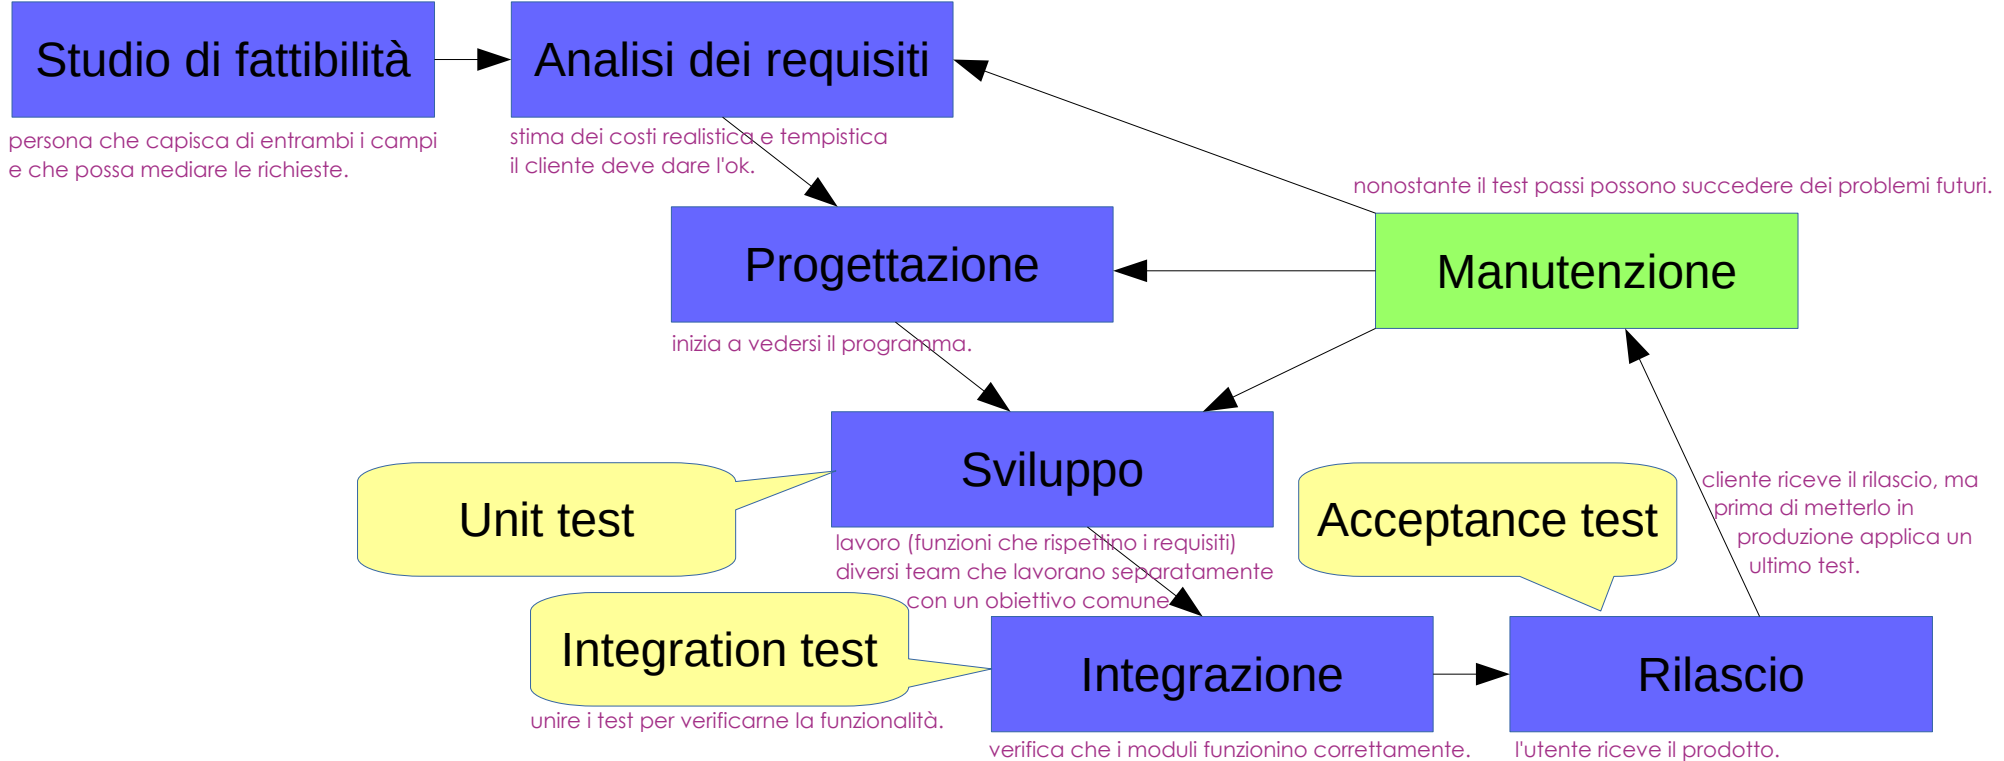 Studio di fattibilità
persona che capisca di entrambi i campi
e che possa mediare le richieste.
Analisi dei requisiti
stima dei costi realistica e tempistica
il cliente deve dare l'ok.
nonostante il test passi possono succedere dei problemi futuri.
Progettazione
inizia a vedersi il programma.
Manutenzione
Sviluppo
Unit test
lavoro (funzioni che rispettino i requisiti)
diversi team che lavorano separatamente
con un obiettivo comune
Acceptance test
cliente riceve il rilascio, ma
prima di metterlo in
produzione applica un
ultimo test.
Integration test
unire i test per verificarne la funzionalità.
Integrazione
verifica che i moduli funzionino correttamente.
Rilascio
l'utente riceve il prodotto.